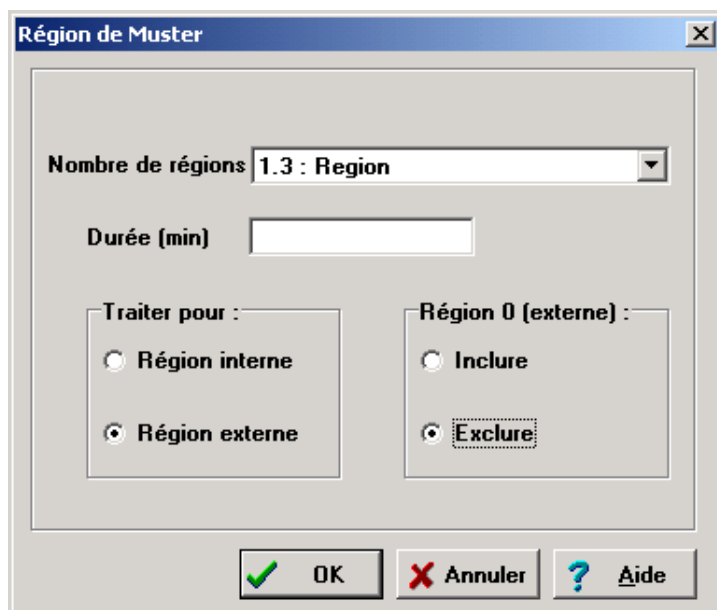 Région de Muster
Nombre de régions 1.3 : Region
Durée (min)
Traiter pour :
Région interne
Région externe
Région 0 (externe) :
Inclure
Exclure
OK Annuler ? Aide